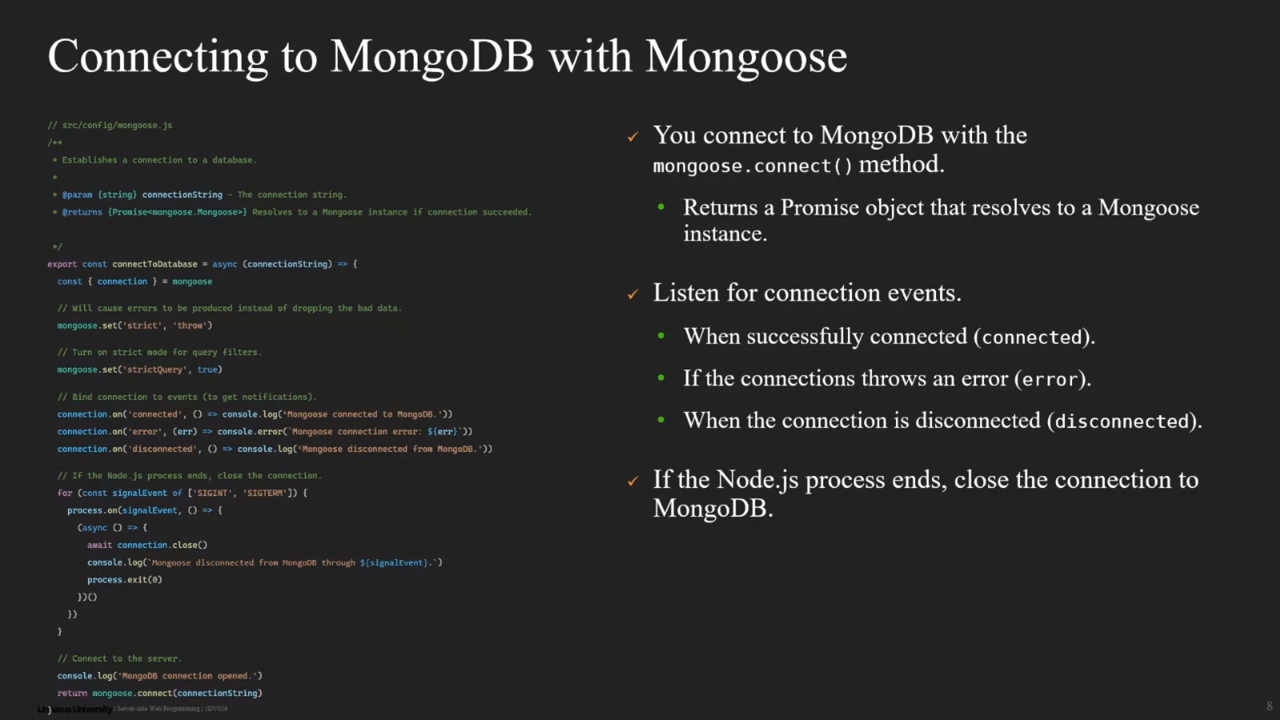 Connecting to MongoDB with Mongoose
// src/config/mongoose.js
/**
* Establishes a connection to a database.
*
* @param {string} connectionString – The connection string.
* @returns {Promise<mongoose.Mongoose>} Resolves to a Mongoose instance if connection succeeded.
*/
export const connectToDatabase = async (connectionString) => {
const { connection } = mongoose
// Will cause errors to be produced instead of dropping the bad data.
mongoose.set('strict', 'throw')
// Turn on strict mode for query filters.
mongoose.set('strictQuery', true)
// Bind connection to events (to get notifications).
connection.on('connected', () => console.log('Mongoose connected to MongoDB.'))
connection.on('error', (err) => console.error(`Mongoose connection error: ${err}`))
connection.on('disconnected', () => console.log('Mongoose disconnected from MongoDB.'))
// If the Node.js process ends, close the connection.
for (const signalEvent of ['SIGINT', 'SIGTERM']) {
process.on(signalEvent, () => {
(async () => {
await connection.close()
console.log(`Mongoose disconnected from MongoDB through ${signalEvent}.`)
process.exit(0)
})()
})
}
// Connect to the server.
console.log('MongoDB connection opened.')
return mongoose.connect(connectionString)
}
✓ You connect to MongoDB with the
mongoose.connect() method.
• Returns a Promise object that resolves to a Mongoose
instance.
✓ Listen for connection events.
• When successfully connected (connected).
• If the connections throws an error (error).
• When the connection is disconnected (disconnected).
✓ If the Node.js process ends, close the connection to
MongoDB.
University | Server-side Web Programming | 1DV528
8